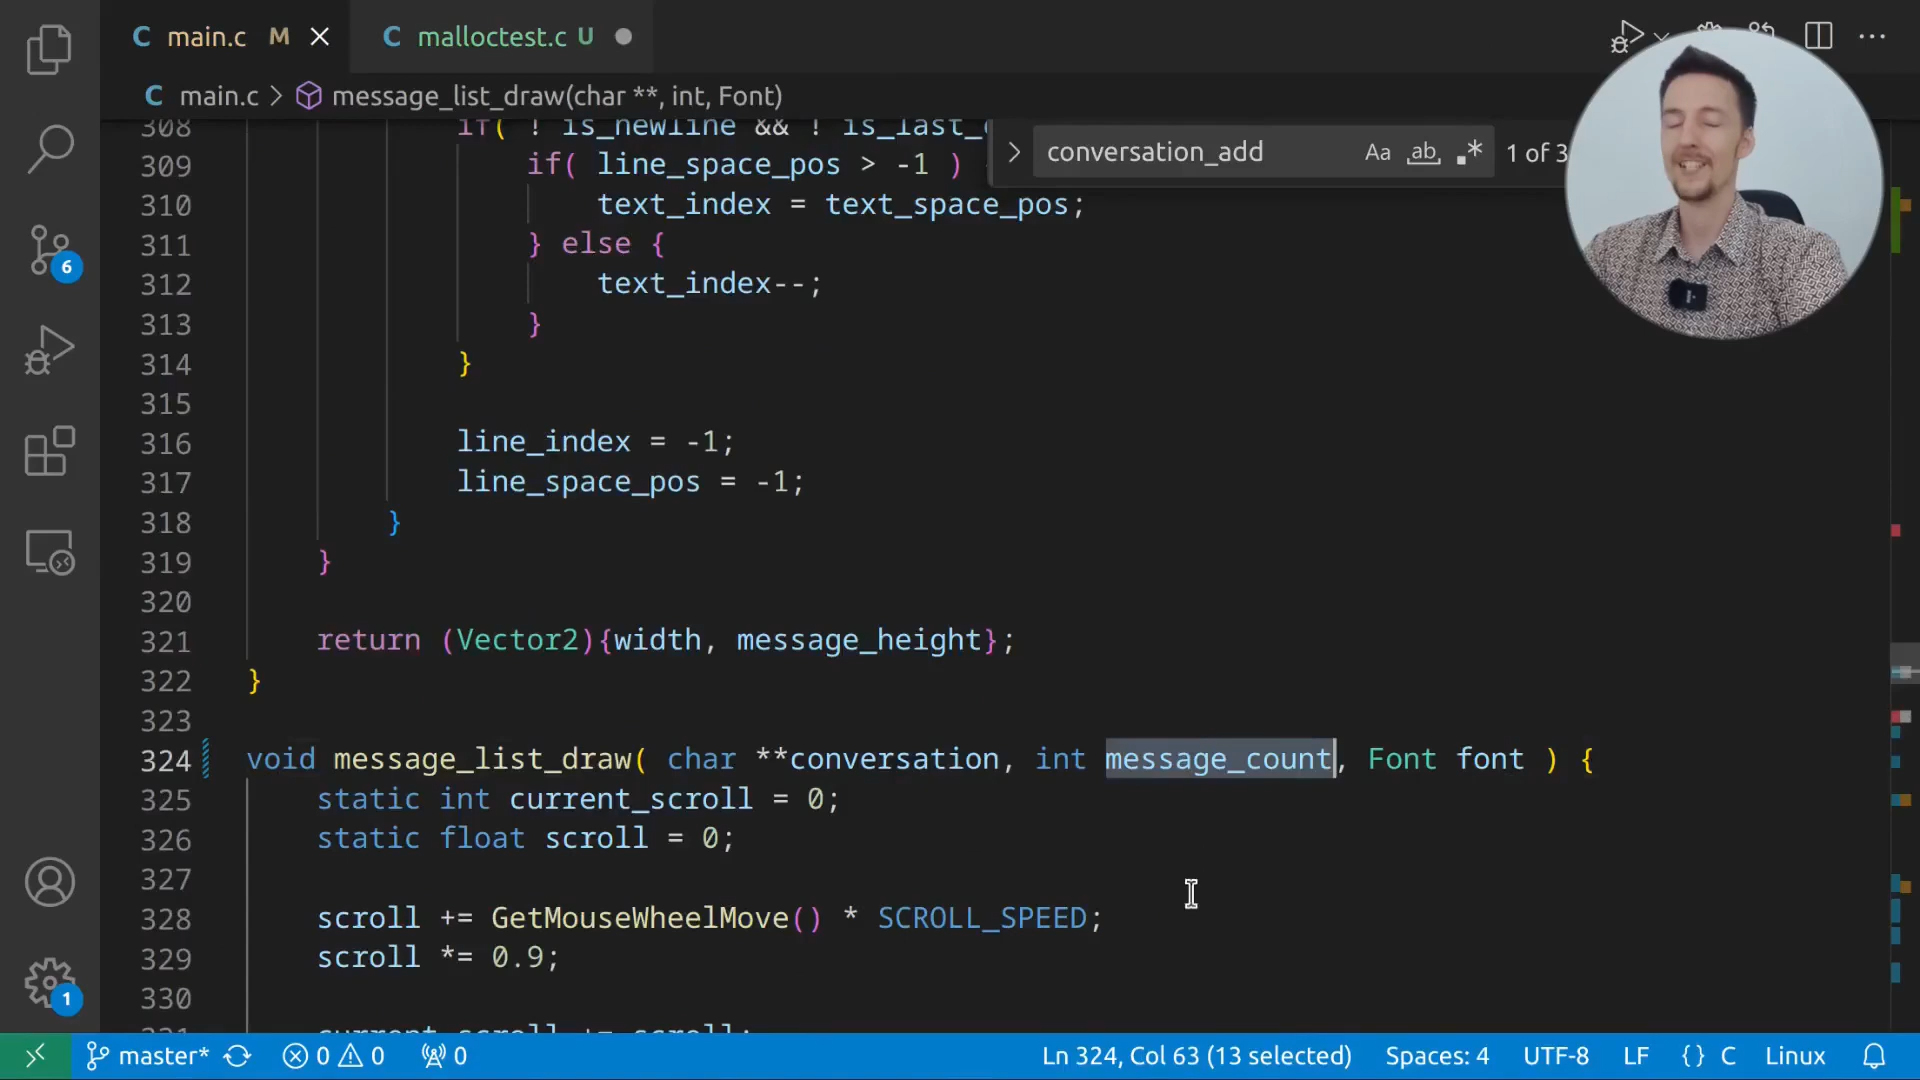 C main.c M
C malloctest.c U
C main.c > message_list_draw(char **, int, Font)
conversation_add Aa ab .* 1 of 3
308 if( ! is_newline && ! is_last_
309 if( line_space_pos > -1 )
310 text_index = text_space_pos;
311 } else {
312 text_index--;
313 }
314 }
315
316 line_index = -1;
317 line_space_pos = -1;
318 }
319 }
320
321 return (Vector2){width, message_height};
322 }
323
324 void message_list_draw( char **conversation, int message_count, Font font ) {
325 static int current_scroll = 0;
326 static float scroll = 0;
327
328 scroll += GetMouseWheelMove() * SCROLL_SPEED;
329 scroll *= 0.9;
330
331 current_scroll += scroll;
6
1
master* 0 0 0 Ln 324, Col 63 (13 selected) Spaces: 4 UTF-8 LF {} C Linux